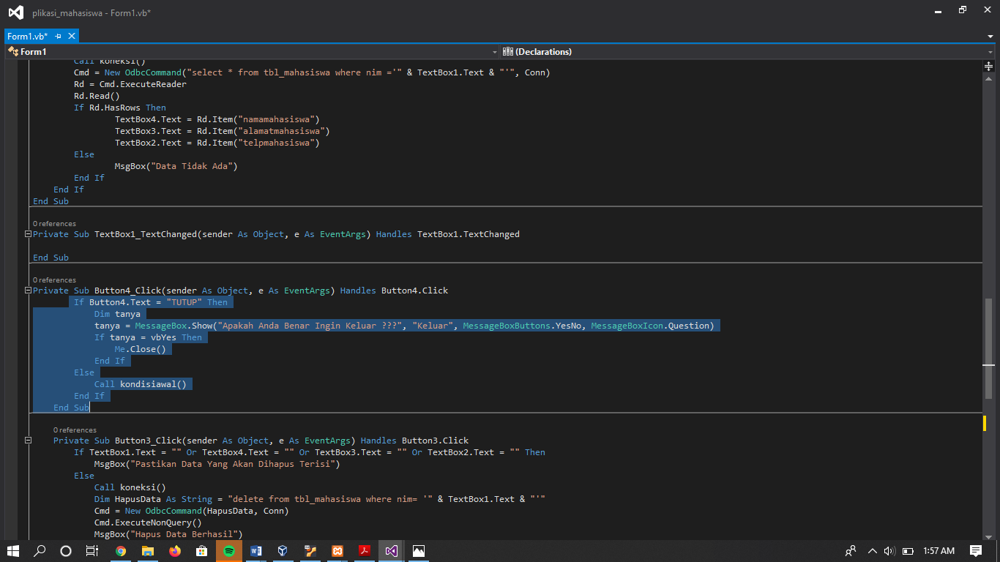 plikasi_mahasiswa - Form1.vb*
Form1.vb*
Form1 (Declarations)
Call koneksi()
Cmd = New OdbcCommand("select * from tbl_mahasiswa where nim ='" & TextBox1.Text & "'", Conn)
Rd = Cmd.ExecuteReader
Rd.Read()
If Rd.HasRows Then
TextBox4.Text = Rd.Item("namamahasiswa")
TextBox3.Text = Rd.Item("alamatmahasiswa")
TextBox2.Text = Rd.Item("telpmahasiswa")
Else
MsgBox("Data Tidak Ada")
End If
End If
End Sub
0 references
Private Sub TextBox1_TextChanged(sender As Object, e As EventArgs) Handles TextBox1.TextChanged
End Sub
0 references
Private Sub Button4_Click(sender As Object, e As EventArgs) Handles Button4.Click
If Button4.Text = "TUTUP" Then
Dim tanya
tanya = MessageBox.Show("Apakah Anda Benar Ingin Keluar ???", "Keluar", MessageBoxButtons.YesNo, MessageBoxIcon.Question)
If tanya = vbYes Then
Me.Close()
End If
Else
Call kondisiawal()
End If
End Sub
0 references
Private Sub Button3_Click(sender As Object, e As EventArgs) Handles Button3.Click
If TextBox1.Text = "" Or TextBox4.Text = "" Or TextBox3.Text = "" Or TextBox2.Text = "" Then
MsgBox("Pastikan Data Yang Akan Dihapus Terisi")
Else
Call koneksi()
Dim HapusData As String = "delete from tbl_mahasiswa where nim= '" & TextBox1.Text & "'"
Cmd = New OdbcCommand(HapusData, Conn)
Cmd.ExecuteNonQuery()
MsgBox("Hapus Data Berhasil")
1:57 AM